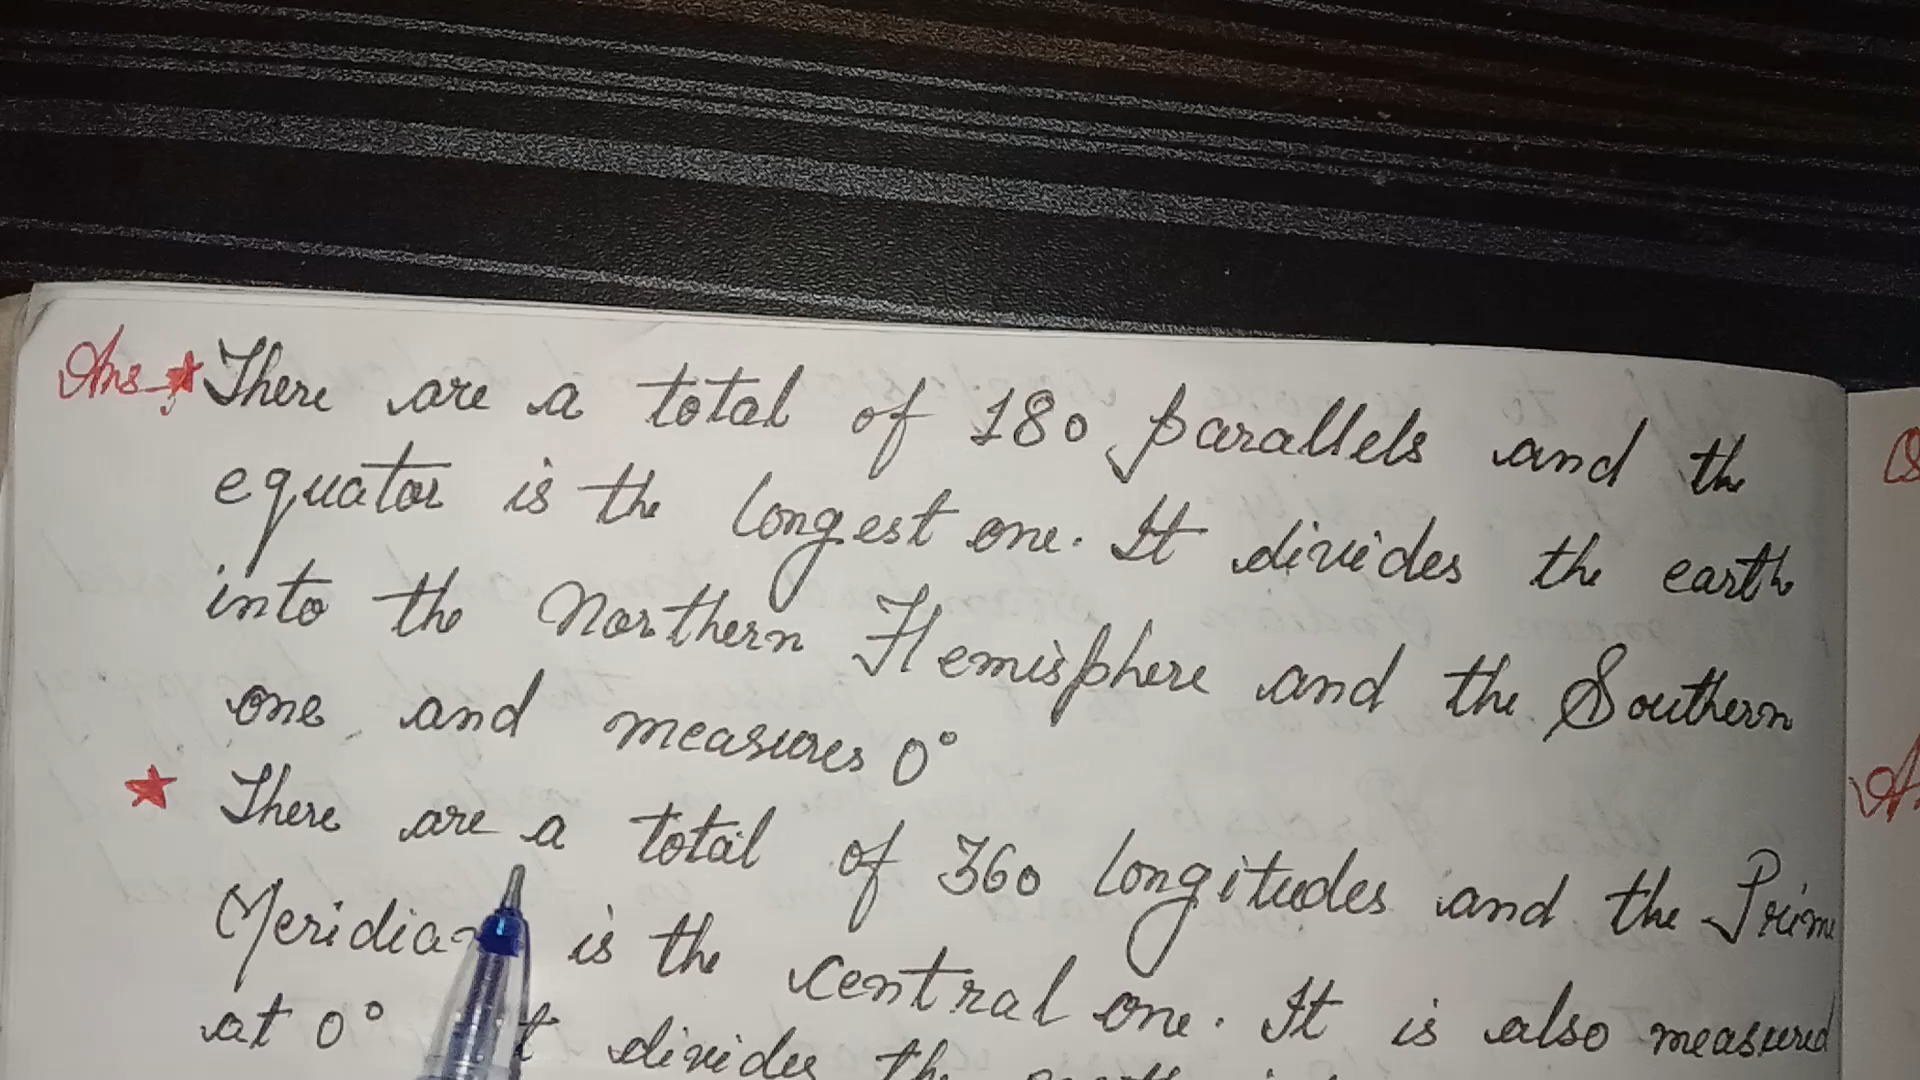 Ans→★ There are a total of 180 parallels and the
equator is the longest one. It divides the earth
into the Northern Hemisphere and the Southern
one and measures 0°
★ There are a total of 360 longitudes and the Prime
Meridian is the central one. It is also measured
at 0° divides the